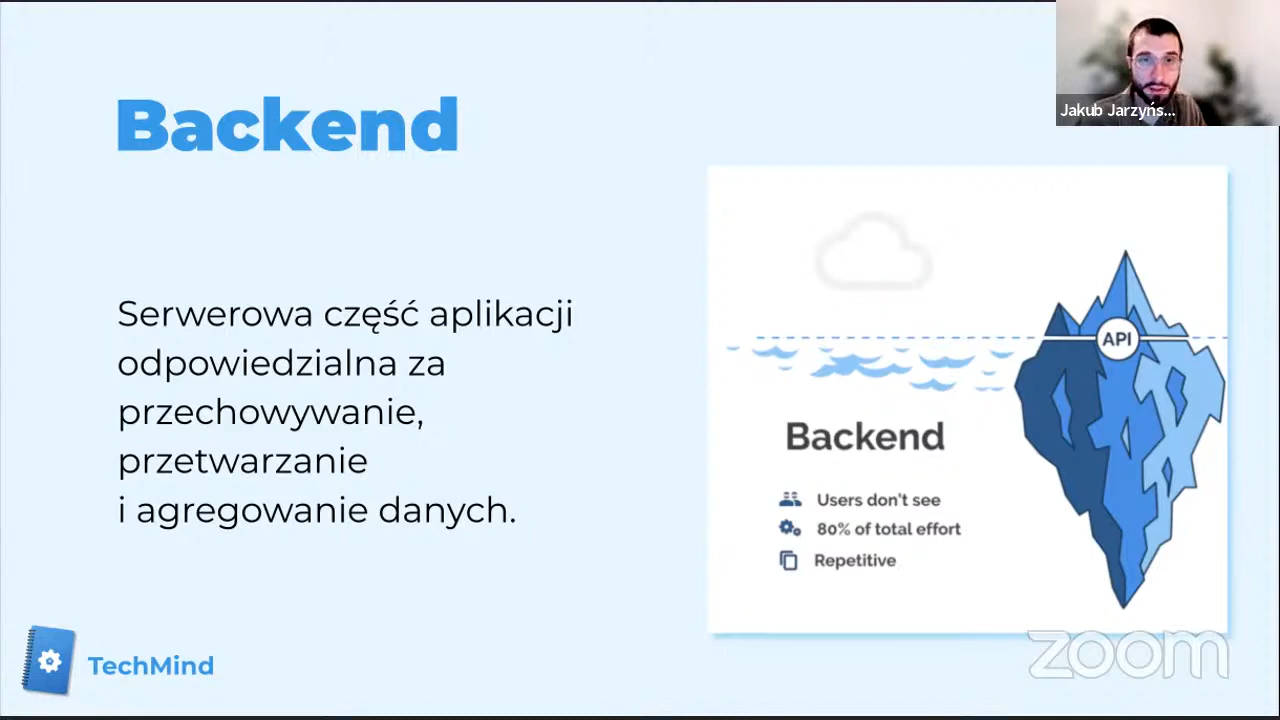 Backend
Jakub Jarzyńs...
Serwerowa część aplikacji
odpowiedzialna za
przechowywanie,
przetwarzanie
i agregowanie danych.
API
Backend
Users don't see
80% of total effort
Repetitive
TechMind
zoom